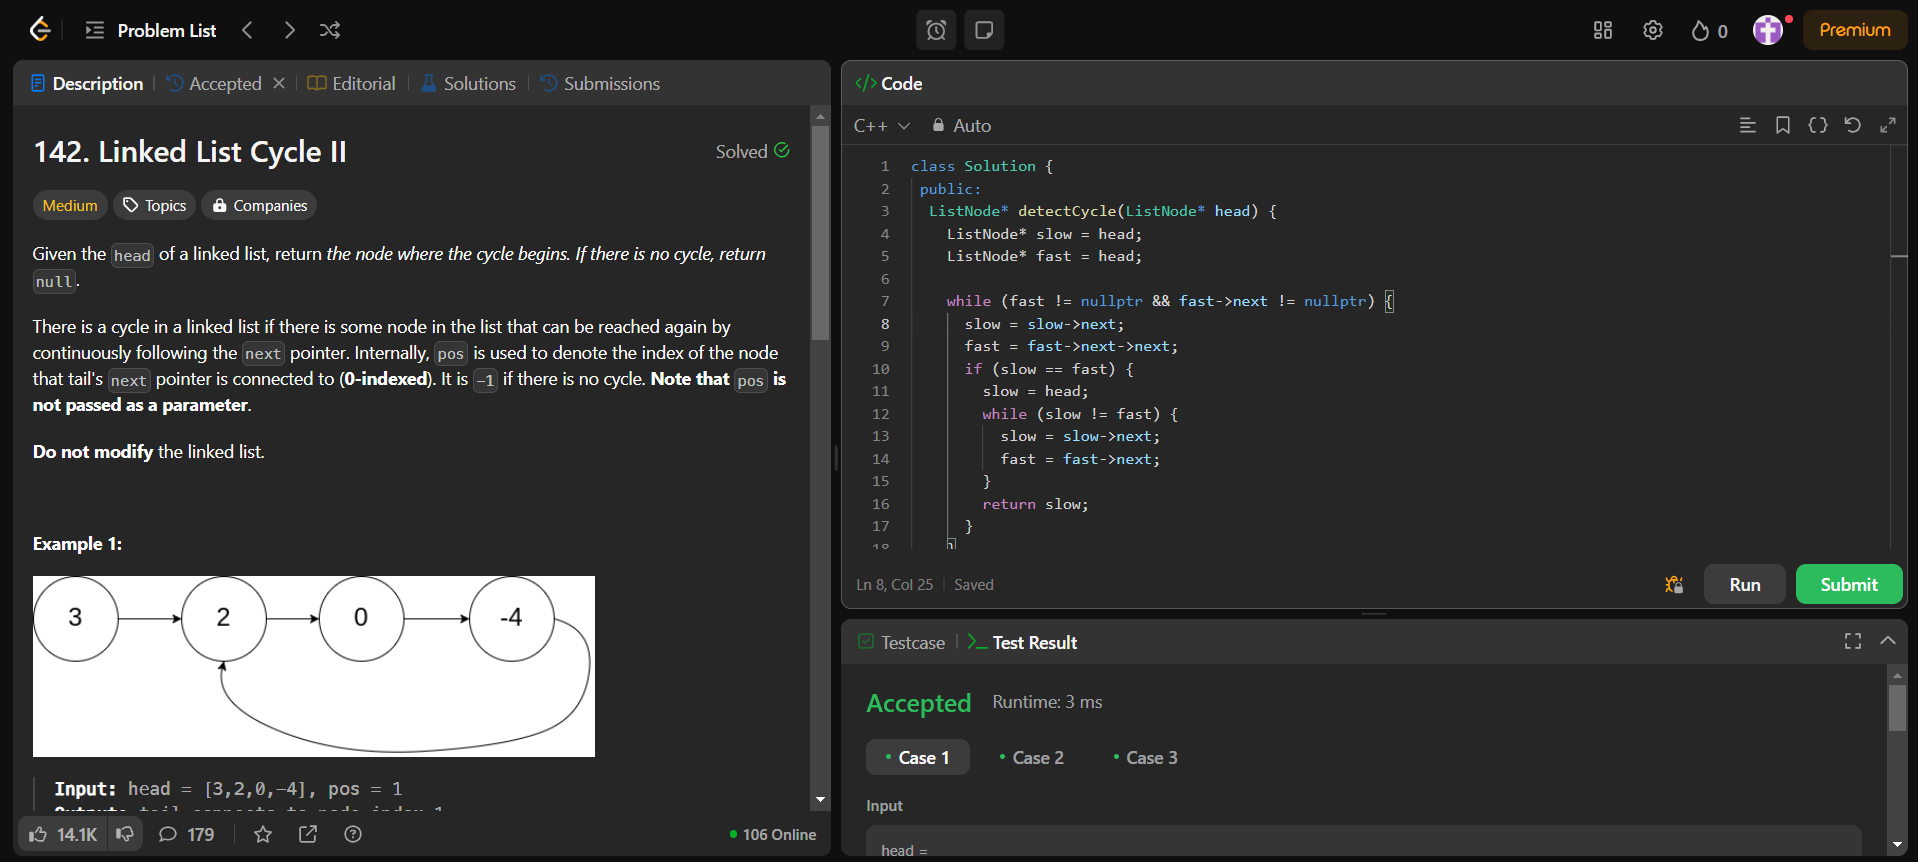 Problem List
0
Premium
Description
Accepted
Editorial
Solutions
Submissions
142. Linked List Cycle II
Solved
Medium
Topics
Companies
Given the head of a linked list, return the node where the cycle begins. If there is no cycle, return
null.
There is a cycle in a linked list if there is some node in the list that can be reached again by
continuously following the next pointer. Internally, pos is used to denote the index of the node
that tail's next pointer is connected to (0-indexed). It is -1 if there is no cycle. Note that pos is
not passed as a parameter.
Do not modify the linked list.
Example 1:
3 2 0 -4
Input: head = [3,2,0,-4], pos = 1
Output: tail connects to node index 1
14.1K
179
106 Online
</> Code
C++
Auto
1 class Solution {
2 public:
3 ListNode* detectCycle(ListNode* head) {
4 ListNode* slow = head;
5 ListNode* fast = head;
6
7 while (fast != nullptr && fast->next != nullptr) {
8 slow = slow->next;
9 fast = fast->next->next;
10 if (slow == fast) {
11 slow = head;
12 while (slow != fast) {
13 slow = slow->next;
14 fast = fast->next;
15 }
16 return slow;
17 }
18 }
Ln 8, Col 25
Saved
Run
Submit
Testcase
>_ Test Result
Accepted
Runtime: 3 ms
Case 1
Case 2
Case 3
Input
head =